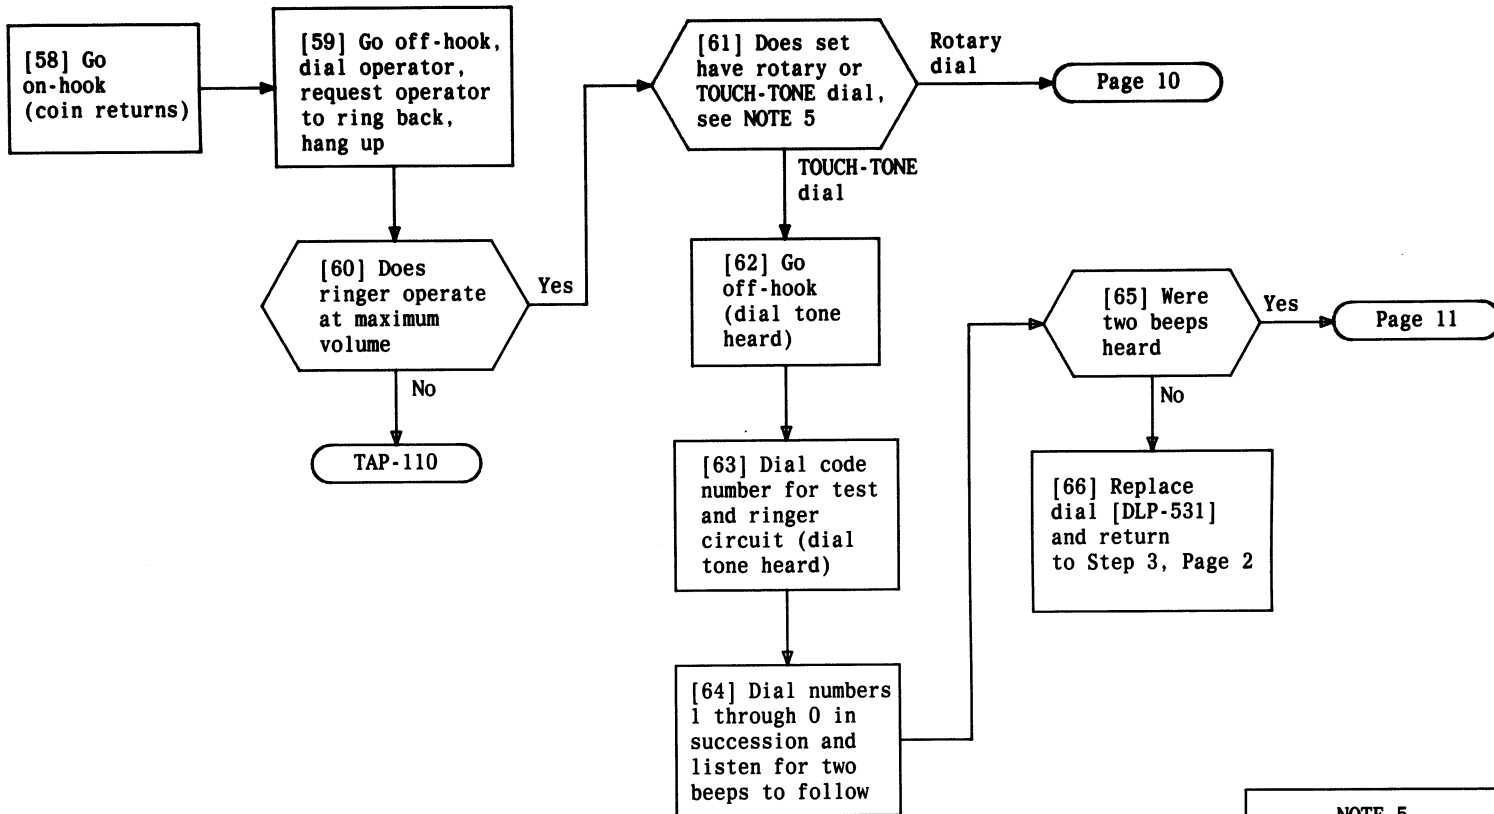 [58] Go
on-hook
(coin returns)
[59] Go off-hook,
dial operator,
request operator
to ring back,
hang up
[60] Does
ringer operate
at maximum
volume
Yes
No
TAP-110
[61] Does set
have rotary or
TOUCH-TONE dial,
see NOTE 5
Rotary
dial
Page 10
TOUCH-TONE
dial
[62] Go
off-hook
(dial tone
heard)
[63] Dial code
number for test
and ringer
circuit (dial
tone heard)
[64] Dial numbers
1 through 0 in
succession and
listen for two
beeps to follow
[65] Were
two beeps
heard
Yes
Page 11
No
[66] Replace
dial [DLP-531]
and return
to Step 3, Page 2
NOTE 5